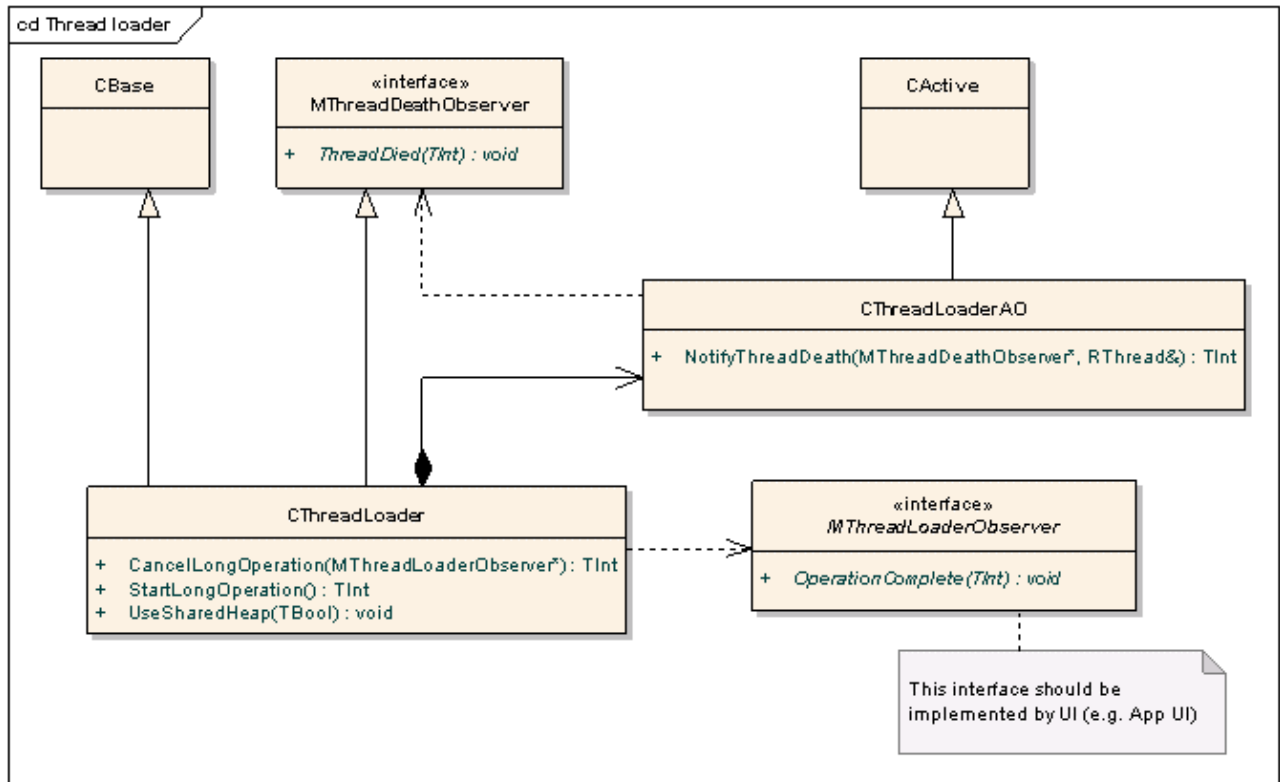 cd Thread loader
CBase
«interface»
MThreadDeathObserver
+ ThreadDied(TInt) : void
CActive
CThreadLoaderAO
+ NotifyThreadDeath(MThreadDeathObserver*, RThread&) : TInt
CThreadLoader
+ CancelLongOperation(MThreadLoaderObserver*) : TInt
+ StartLongOperation() : TInt
+ UseSharedHeap(TBool) : void
«interface»
MThreadLoaderObserver
+ OperationComplete(TInt) : void
This interface should be
implemented by UI (e.g. App UI)